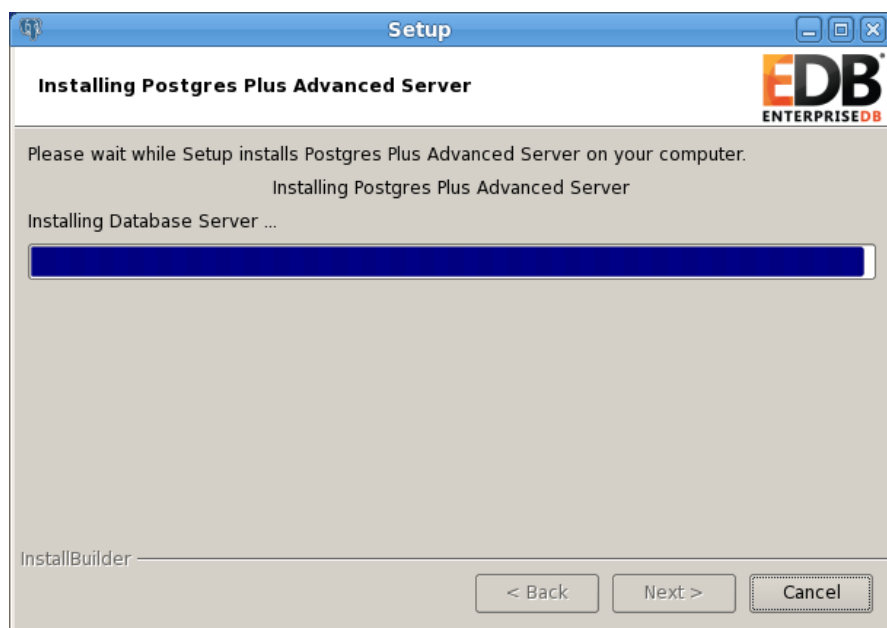 Setup
Installing Postgres Plus Advanced Server
EDB
ENTERPRISEDB
Please wait while Setup installs Postgres Plus Advanced Server on your computer.
Installing Postgres Plus Advanced Server
Installing Database Server ...
InstallBuilder
< Back Next > Cancel